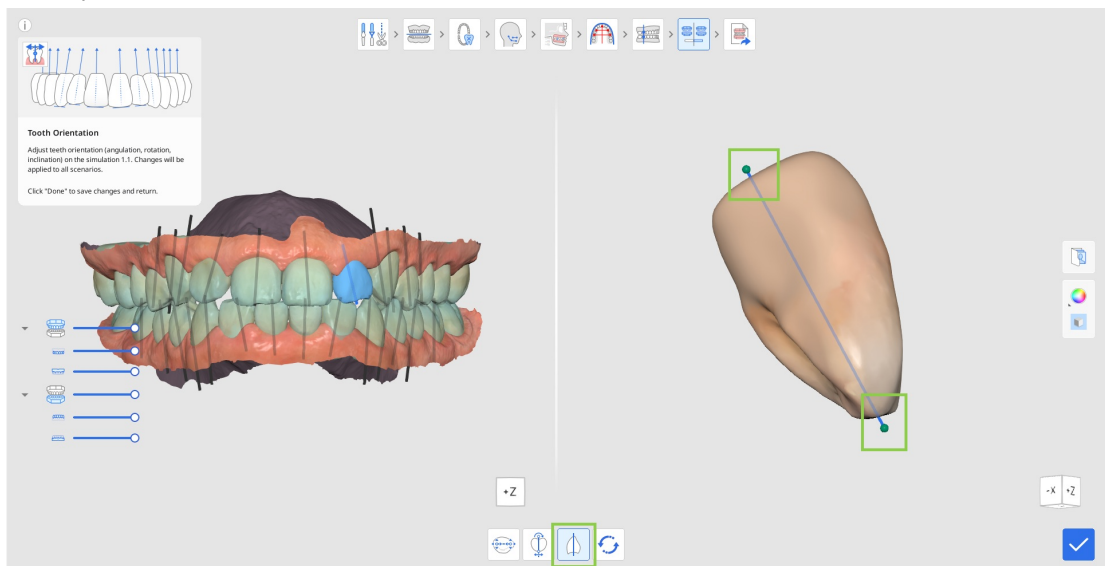 Tooth Orientation
Adjust teeth orientation (angulation, rotation,
inclination) on the simulation 1.1. Changes will be
applied to all scenarios.
Click "Done" to save changes and return.
+Z
-X +Z